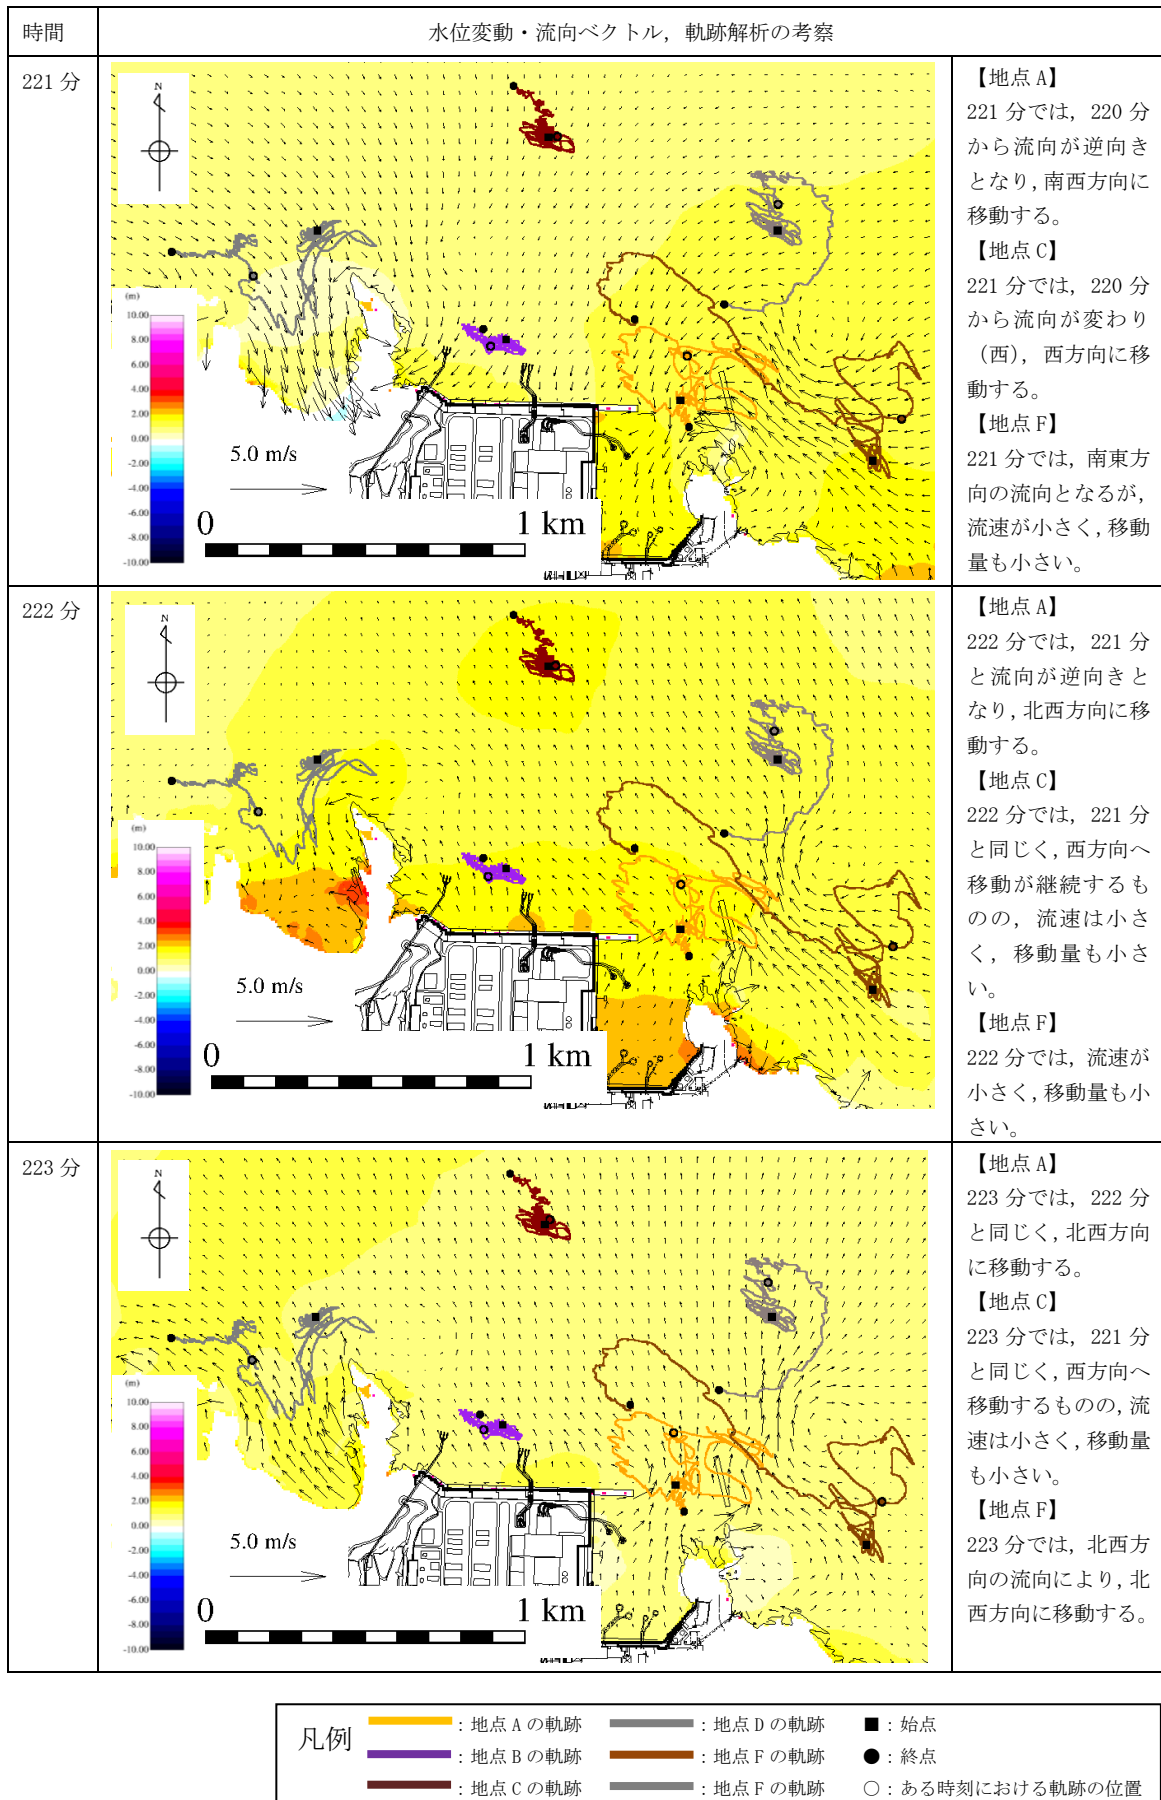 時間
水位変動・流向ベクトル，軌跡解析の考察
221 分
N
(m)
10.00
8.00
6.00
4.00
2.00
0.00
-2.00
-4.00
-6.00
-8.00
-10.00
5.0 m/s
0
1 km
【地点 A】
221 分では，220 分
から流向が逆向き
となり，南西方向に
移動する。
【地点 C】
221 分では，220 分
から流向が変わり
（西），西方向に移
動する。
【地点 F】
221 分では，南東方
向の流向となるが，
流速が小さく，移動
量も小さい。
222 分
N
(m)
10.00
8.00
6.00
4.00
2.00
0.00
-2.00
-4.00
-6.00
-8.00
-10.00
5.0 m/s
0
1 km
【地点 A】
222 分では，221 分
と流向が逆向きと
なり，北西方向に移
動する。
【地点 C】
222 分では，221 分
と同じく，西方向へ
移動が継続するも
のの，流速は小さ
く，移動量も小さ
い。
【地点 F】
222 分では，流速が
小さく，移動量も小
さい。
223 分
N
(m)
10.00
8.00
6.00
4.00
2.00
0.00
-2.00
-4.00
-6.00
-8.00
-10.00
5.0 m/s
0
1 km
【地点 A】
223 分では，222 分
と同じく，北西方向
に移動する。
【地点 C】
223 分では，221 分
と同じく，西方向へ
移動するものの，流
速は小さく，移動量
も小さい。
【地点 F】
223 分では，北西方
向の流向により，北
西方向に移動する。
凡例
：地点 A の軌跡
：地点 D の軌跡
■：始点
：地点 B の軌跡
：地点 F の軌跡
●：終点
：地点 C の軌跡
：地点 F の軌跡
○：ある時刻における軌跡の位置